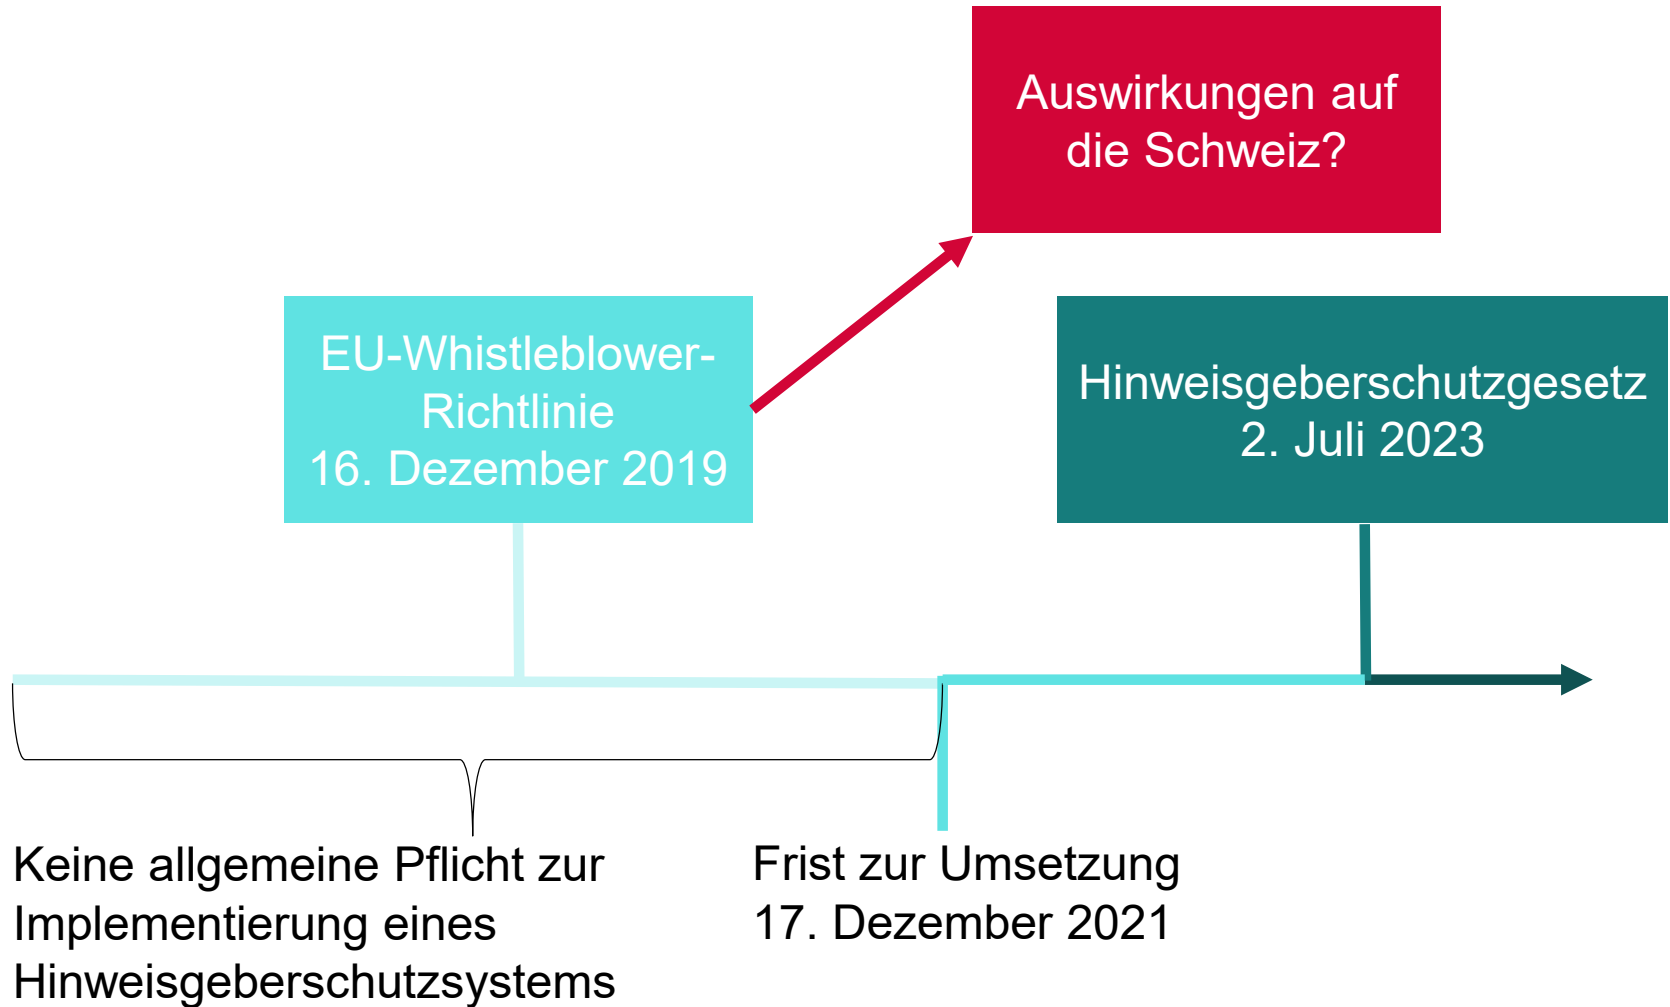 Auswirkungen auf
die Schweiz?
EU-Whistleblower-
Richtlinie
16. Dezember 2019
Hinweisgeberschutzgesetz
2. Juli 2023
Keine allgemeine Pflicht zur
Implementierung eines
Hinweisgeberschutzsystems
Frist zur Umsetzung
17. Dezember 2021